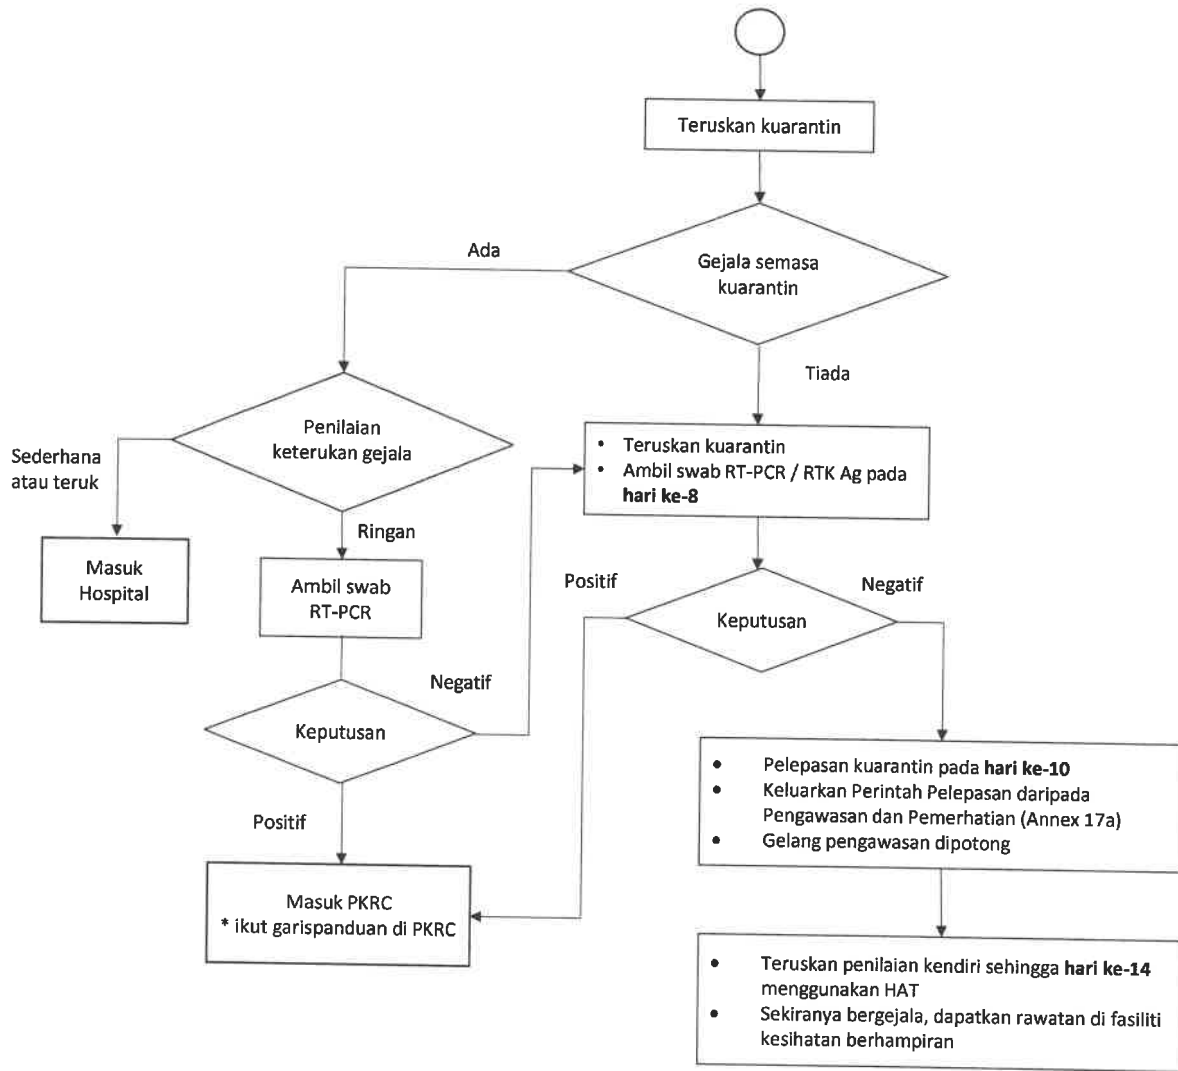 Teruskan kuarantin
Gejala semasa
kuarantin
Ada
Tiada
Penilaian
keterukan gejala
Sederhana
atau teruk
Ringan
Masuk
Hospital
Ambil swab
RT-PCR
Keputusan
Negatif
Positif
Masuk PKRC
* ikut garispanduan di PKRC
• Teruskan kuarantin
• Ambil swab RT-PCR / RTK Ag pada
hari ke-8
Positif
Negatif
Keputusan
• Pelepasan kuarantin pada hari ke-10
• Keluarkan Perintah Pelepasan daripada
Pengawasan dan Pemerhatian (Annex 17a)
• Gelang pengawasan dipotong
• Teruskan penilaian kendiri sehingga hari ke-14
menggunakan HAT
• Sekiranya bergejala, dapatkan rawatan di fasiliti
kesihatan berhampiran